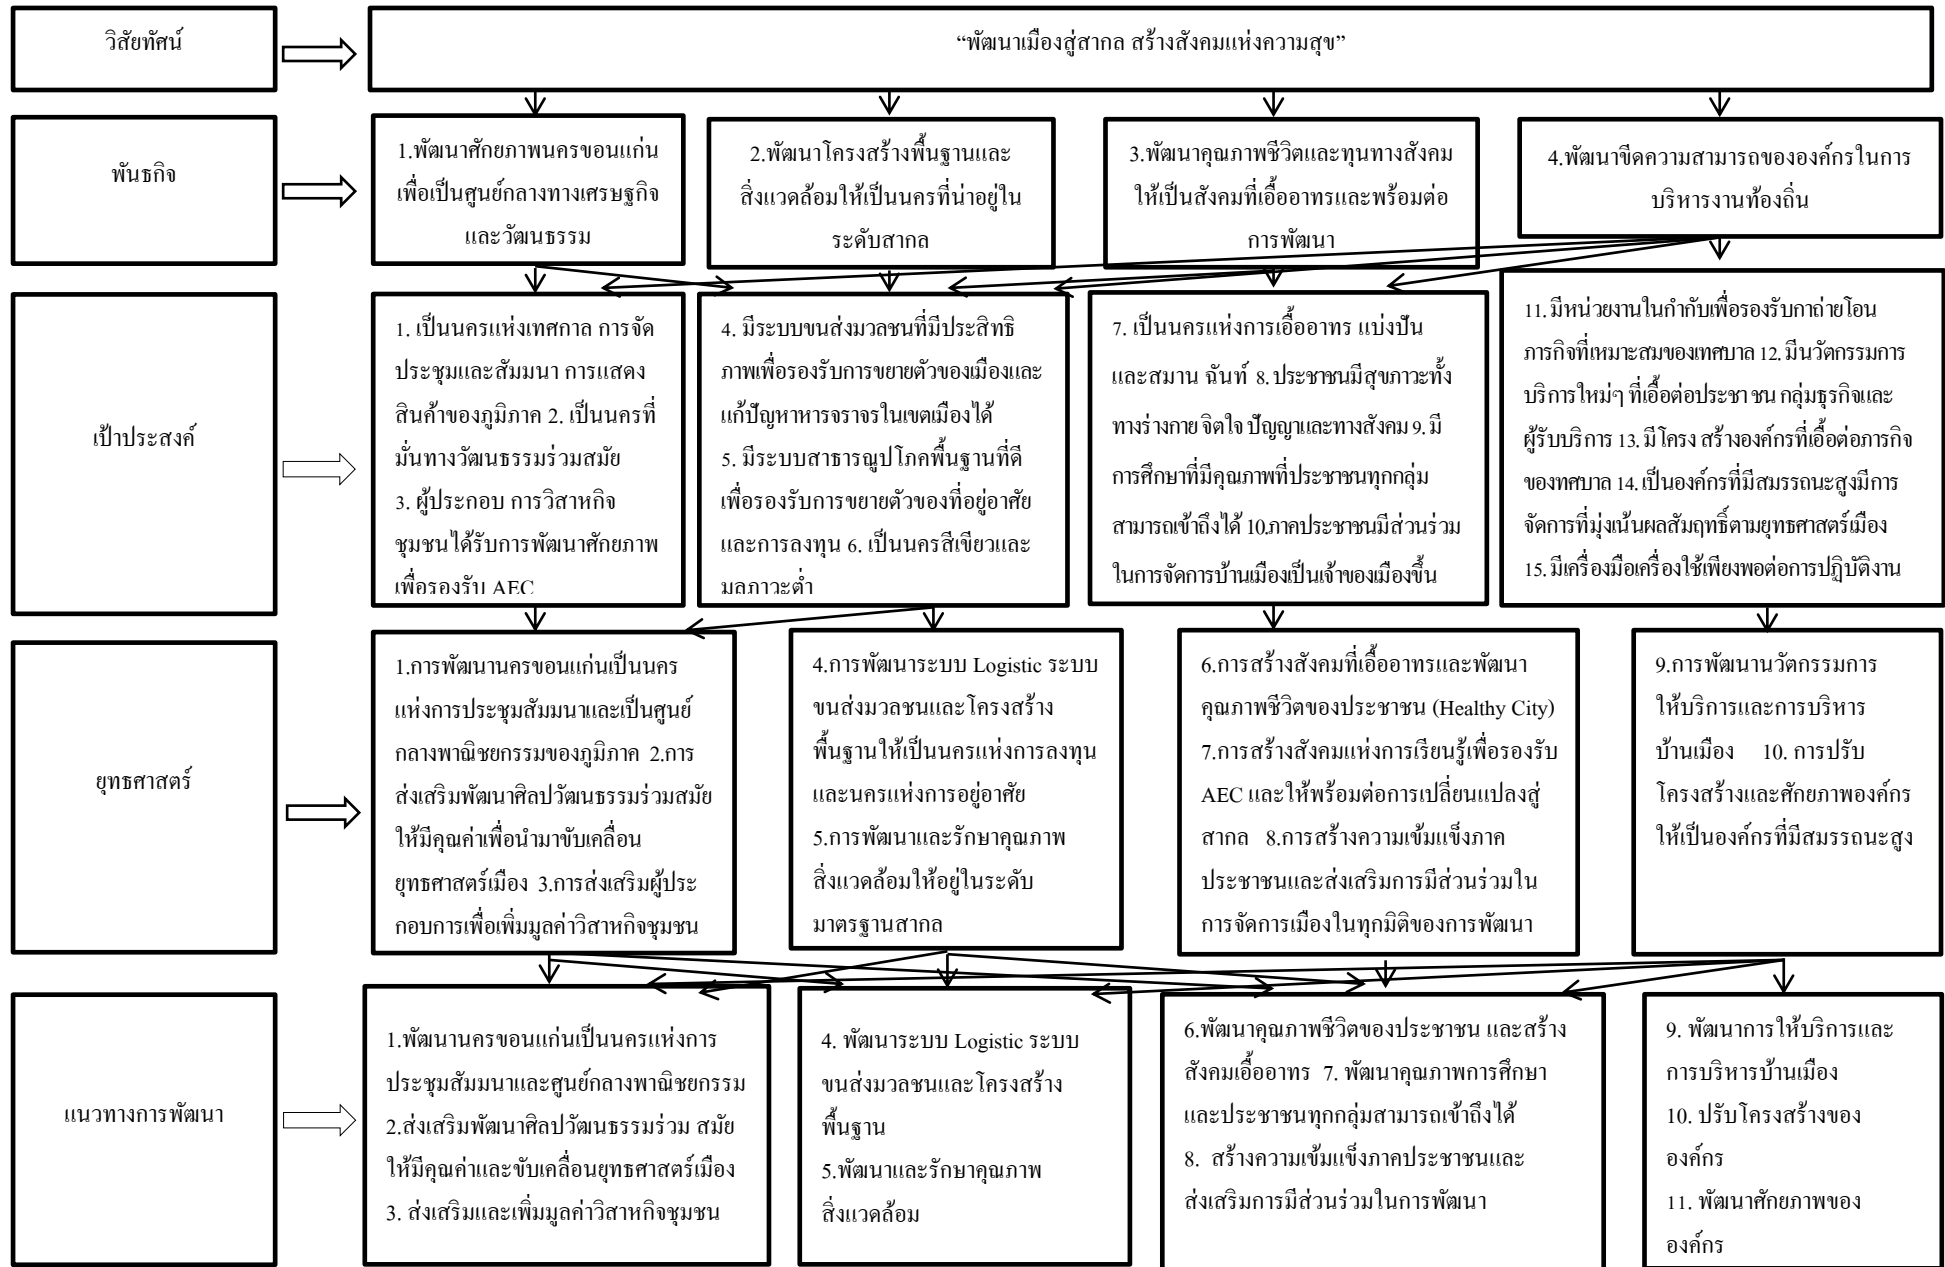 วิสัยทัศน์
“พัฒนาเมืองสู่สากล สร้างสังคมแห่งความสุข”
พันธกิจ
1.พัฒนาศักยภาพนครขอนแก่น
เพื่อเป็นศูนย์กลางทางเศรษฐกิจ
และวัฒนธรรม
2.พัฒนาโครงสร้างพื้นฐานและ
สิ่งแวดล้อมให้เป็นนครที่น่าอยู่ใน
ระดับสากล
3.พัฒนาคุณภาพชีวิตและทุนทางสังคม
ให้เป็นสังคมที่เอื้ออาทรและพร้อมต่อ
การพัฒนา
4.พัฒนาขีดความสามารถขององค์กรในการ
บริหารงานท้องถิ่น
เป้าประสงค์
1. เป็นนครแห่งเทศกาล การจัด
ประชุมและสัมมนา การแสดง
สินค้าของภูมิภาค 2. เป็นนครที่
มั่นทางวัฒนธรรมร่วมสมัย
3. ผู้ประกอบ การวิสาหกิจ
ชุมชนได้รับการพัฒนาศักยภาพ
เพื่อรองรับ AEC
4. มีระบบขนส่งมวลชนที่มีประสิทธิ
ภาพเพื่อรองรับการขยายตัวของเมืองและ
แก้ปัญหาหารจราจรในเขตเมืองได้
5. มีระบบสาธารณูปโภคพื้นฐานที่ดี
เพื่อรองรับการขยายตัวของที่อยู่อาศัย
และการลงทุน 6. เป็นนครสีเขียวและ
มลภาวะต่ำ
7. เป็นนครแห่งการเอื้ออาทร แบ่งปัน
และสมาน ฉันท์ 8. ประชาชนมีสุขภาวะทั้ง
ทางร่างกาย จิตใจ ปัญญาและทางสังคม 9. มี
การศึกษาที่มีคุณภาพที่ประชาชนทุกกลุ่ม
สามารถเข้าถึงได้ 10.ภาคประชาชนมีส่วนร่วม
ในการจัดการบ้านเมืองเป็นเจ้าของเมืองขึ้น
11. มีหน่วยงานในกำกับเพื่อรองรับกาถ่ายโอน
ภารกิจที่เหมาะสมของเทศบาล 12. มีนวัตกรรมการ
บริการใหม่ๆ ที่เอื้อต่อประชา ชน กลุ่มธุรกิจและ
ผู้รับบริการ 13. มีโครง สร้างองค์กรที่เอื้อต่อภารกิจ
ของทศบาล 14. เป็นองค์กรที่มีสมรรถนะสูงมีการ
จัดการที่มุ่งเน้นผลสัมฤทธิ์ตามยุทธศาสตร์เมือง
15. มีเครื่องมือเครื่องใช้เพียงพอต่อการปฏิบัติงาน
ยุทธศาสตร์
1.การพัฒนานครขอนแก่นเป็นนคร
แห่งการประชุมสัมมนาและเป็นศูนย์
กลางพาณิชยกรรมของภูมิภาค 2.การ
ส่งเสริมพัฒนาศิลปวัฒนธรรมร่วมสมัย
ให้มีคุณค่าเพื่อนำมาขับเคลื่อน
ยุทธศาสตร์เมือง 3.การส่งเสริมผู้ประ
กอบการเพื่อเพิ่มมูลค่าวิสาหกิจชุมชน
4.การพัฒนาระบบ Logistic ระบบ
ขนส่งมวลชนและโครงสร้าง
พื้นฐานให้เป็นนครแห่งการลงทุน
และนครแห่งการอยู่อาศัย
5.การพัฒนาและรักษาคุณภาพ
สิ่งแวดล้อมให้อยู่ในระดับ
มาตรฐานสากล
6.การสร้างสังคมที่เอื้ออาทรและพัฒนา
คุณภาพชีวิตของประชาชน (Healthy City)
7.การสร้างสังคมแห่งการเรียนรู้เพื่อรองรับ
AEC และให้พร้อมต่อการเปลี่ยนแปลงสู่
สากล 8.การสร้างความเข้มแข็งภาค
ประชาชนและส่งเสริมการมีส่วนร่วมใน
การจัดการเมืองในทุกมิติของการพัฒนา
9.การพัฒนานวัตกรรมการ
ให้บริการและการบริหาร
บ้านเมือง 10. การปรับ
โครงสร้างและศักยภาพองค์กร
ให้เป็นองค์กรที่มีสมรรถนะสูง
แนวทางการพัฒนา
1.พัฒนานครขอนแก่นเป็นนครแห่งการ
ประชุมสัมมนาและศูนย์กลางพาณิชยกรรม
2.ส่งเสริมพัฒนาศิลปวัฒนธรรมร่วม สมัย
ให้มีคุณค่าและขับเคลื่อนยุทธศาสตร์เมือง
3. ส่งเสริมและเพิ่มมูลค่าวิสาหกิจชุมชน
4. พัฒนาระบบ Logistic ระบบ
ขนส่งมวลชนและโครงสร้าง
พื้นฐาน
5.พัฒนาและรักษาคุณภาพ
สิ่งแวดล้อม
6.พัฒนาคุณภาพชีวิตของประชาชน และสร้าง
สังคมเอื้ออาทร 7. พัฒนาคุณภาพการศึกษา
และประชาชนทุกกลุ่มสามารถเข้าถึงได้
8. สร้างความเข้มแข็งภาคประชาชนและ
ส่งเสริมการมีส่วนร่วมในการพัฒนา
9. พัฒนาการให้บริการและ
การบริหารบ้านเมือง
10. ปรับโครงสร้างของ
องค์กร
11. พัฒนาศักยภาพของ
องค์กร